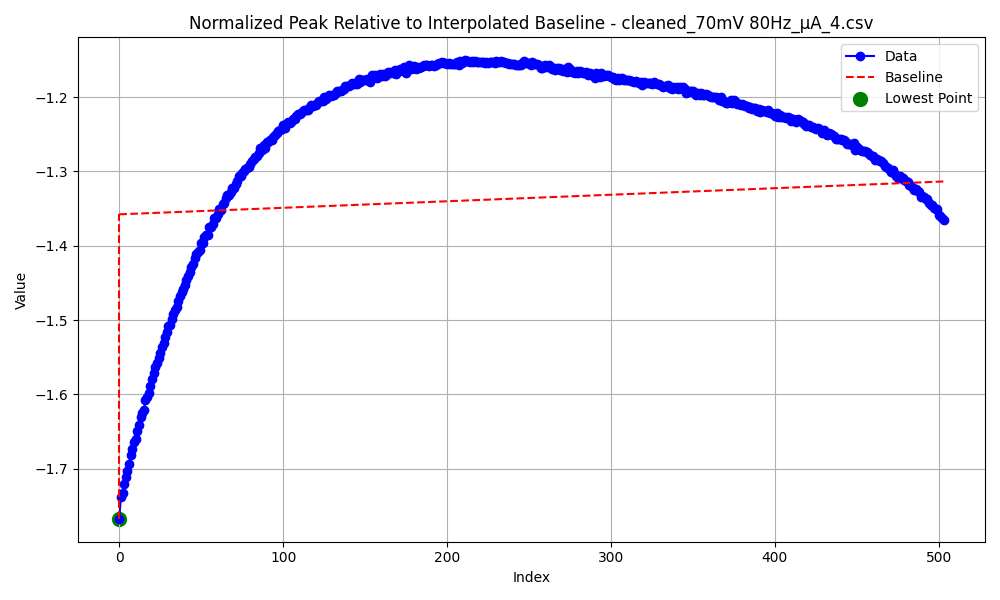 Normalized Peak Relative to Interpolated Baseline - cleaned_70mV 80Hz_μA_4.csv
Data
Baseline
Lowest Point
−1.2
−1.3
−1.4
−1.5
−1.6
−1.7
Value
0 100 200 300 400 500
Index